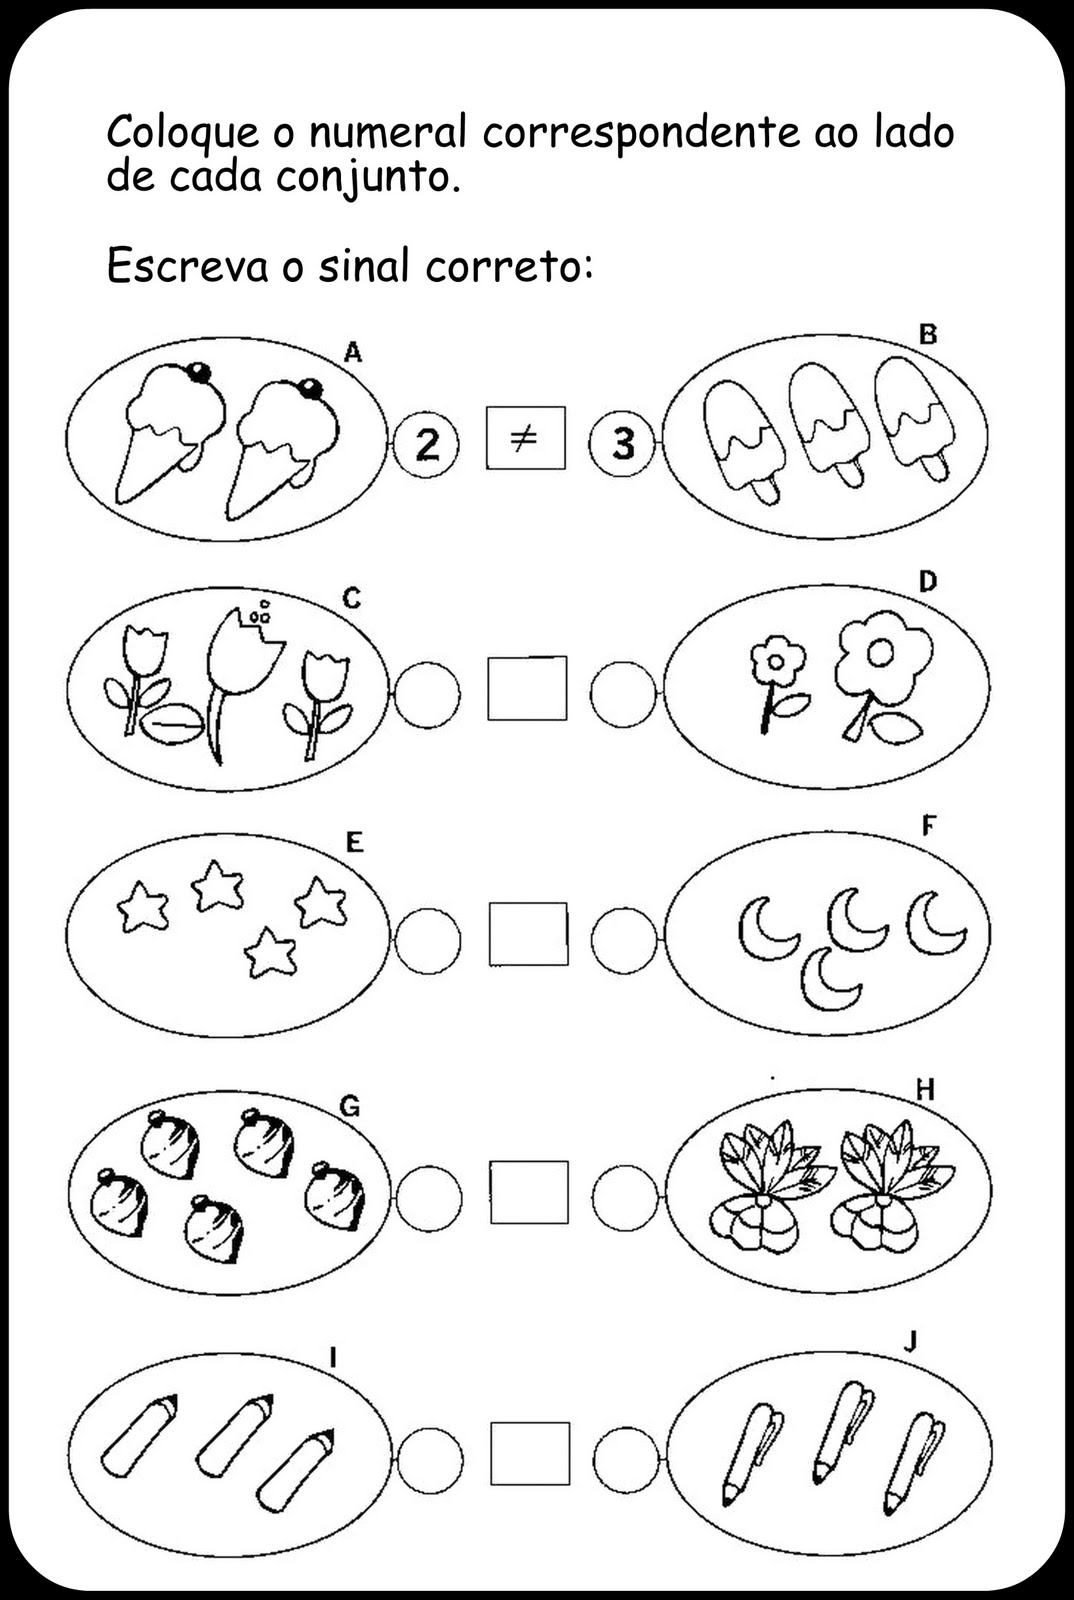 Coloque o numeral correspondente ao lado
de cada conjunto.
Escreva o sinal correto:
A
B
2 ≠ 3
C
D
E
F
G
H
I
J